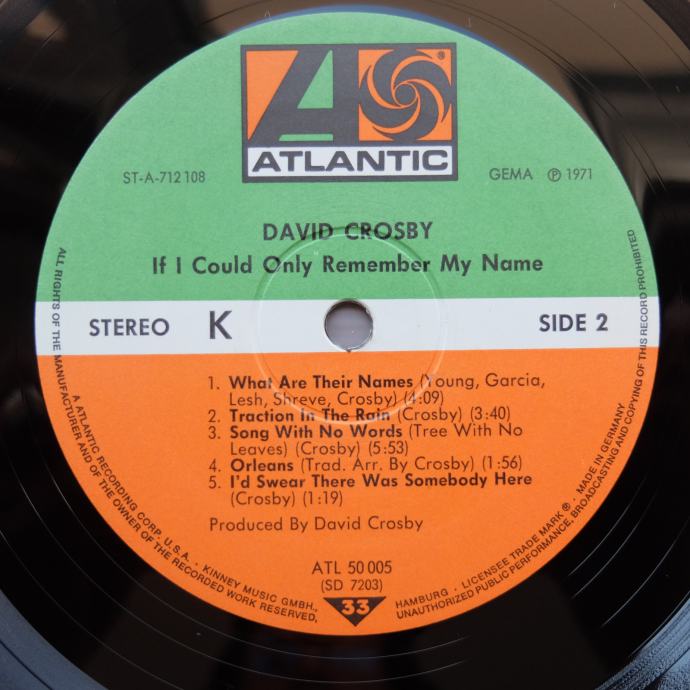 ®
ATLANTIC
ST-A-712 108
GEMA ℗ 1971
DAVID CROSBY
If I Could Only Remember My Name
STEREO K SIDE 2
1. What Are Their Names (Young, Garcia,
Lesh, Shreve, Crosby) (4:09)
2. Traction In The Rain (Crosby) (3:40)
3. Song With No Words (Tree With No
Leaves) (Crosby) (5:53)
4. Orleans (Trad. Arr. By Crosby) (1:56)
5. I'd Swear There Was Somebody Here
(Crosby) (1:19)
Produced By David Crosby
ATL 50 005
(SD 7203)
33
ALL RIGHTS OF THE MANUFACTURER AND OF THE OWNER OF THE RECORDED WORK RESERVED, UNAUTHORIZED PUBLIC PERFORMANCE, BROADCASTING AND COPYING OF THIS RECORD PROHIBITED
A ATLANTIC RECORDING CORP. U.S.A. · KINNEY MUSIC GMBH., HAMBURG · LICENSEE TRADE MARK ® · MADE IN GERMANY